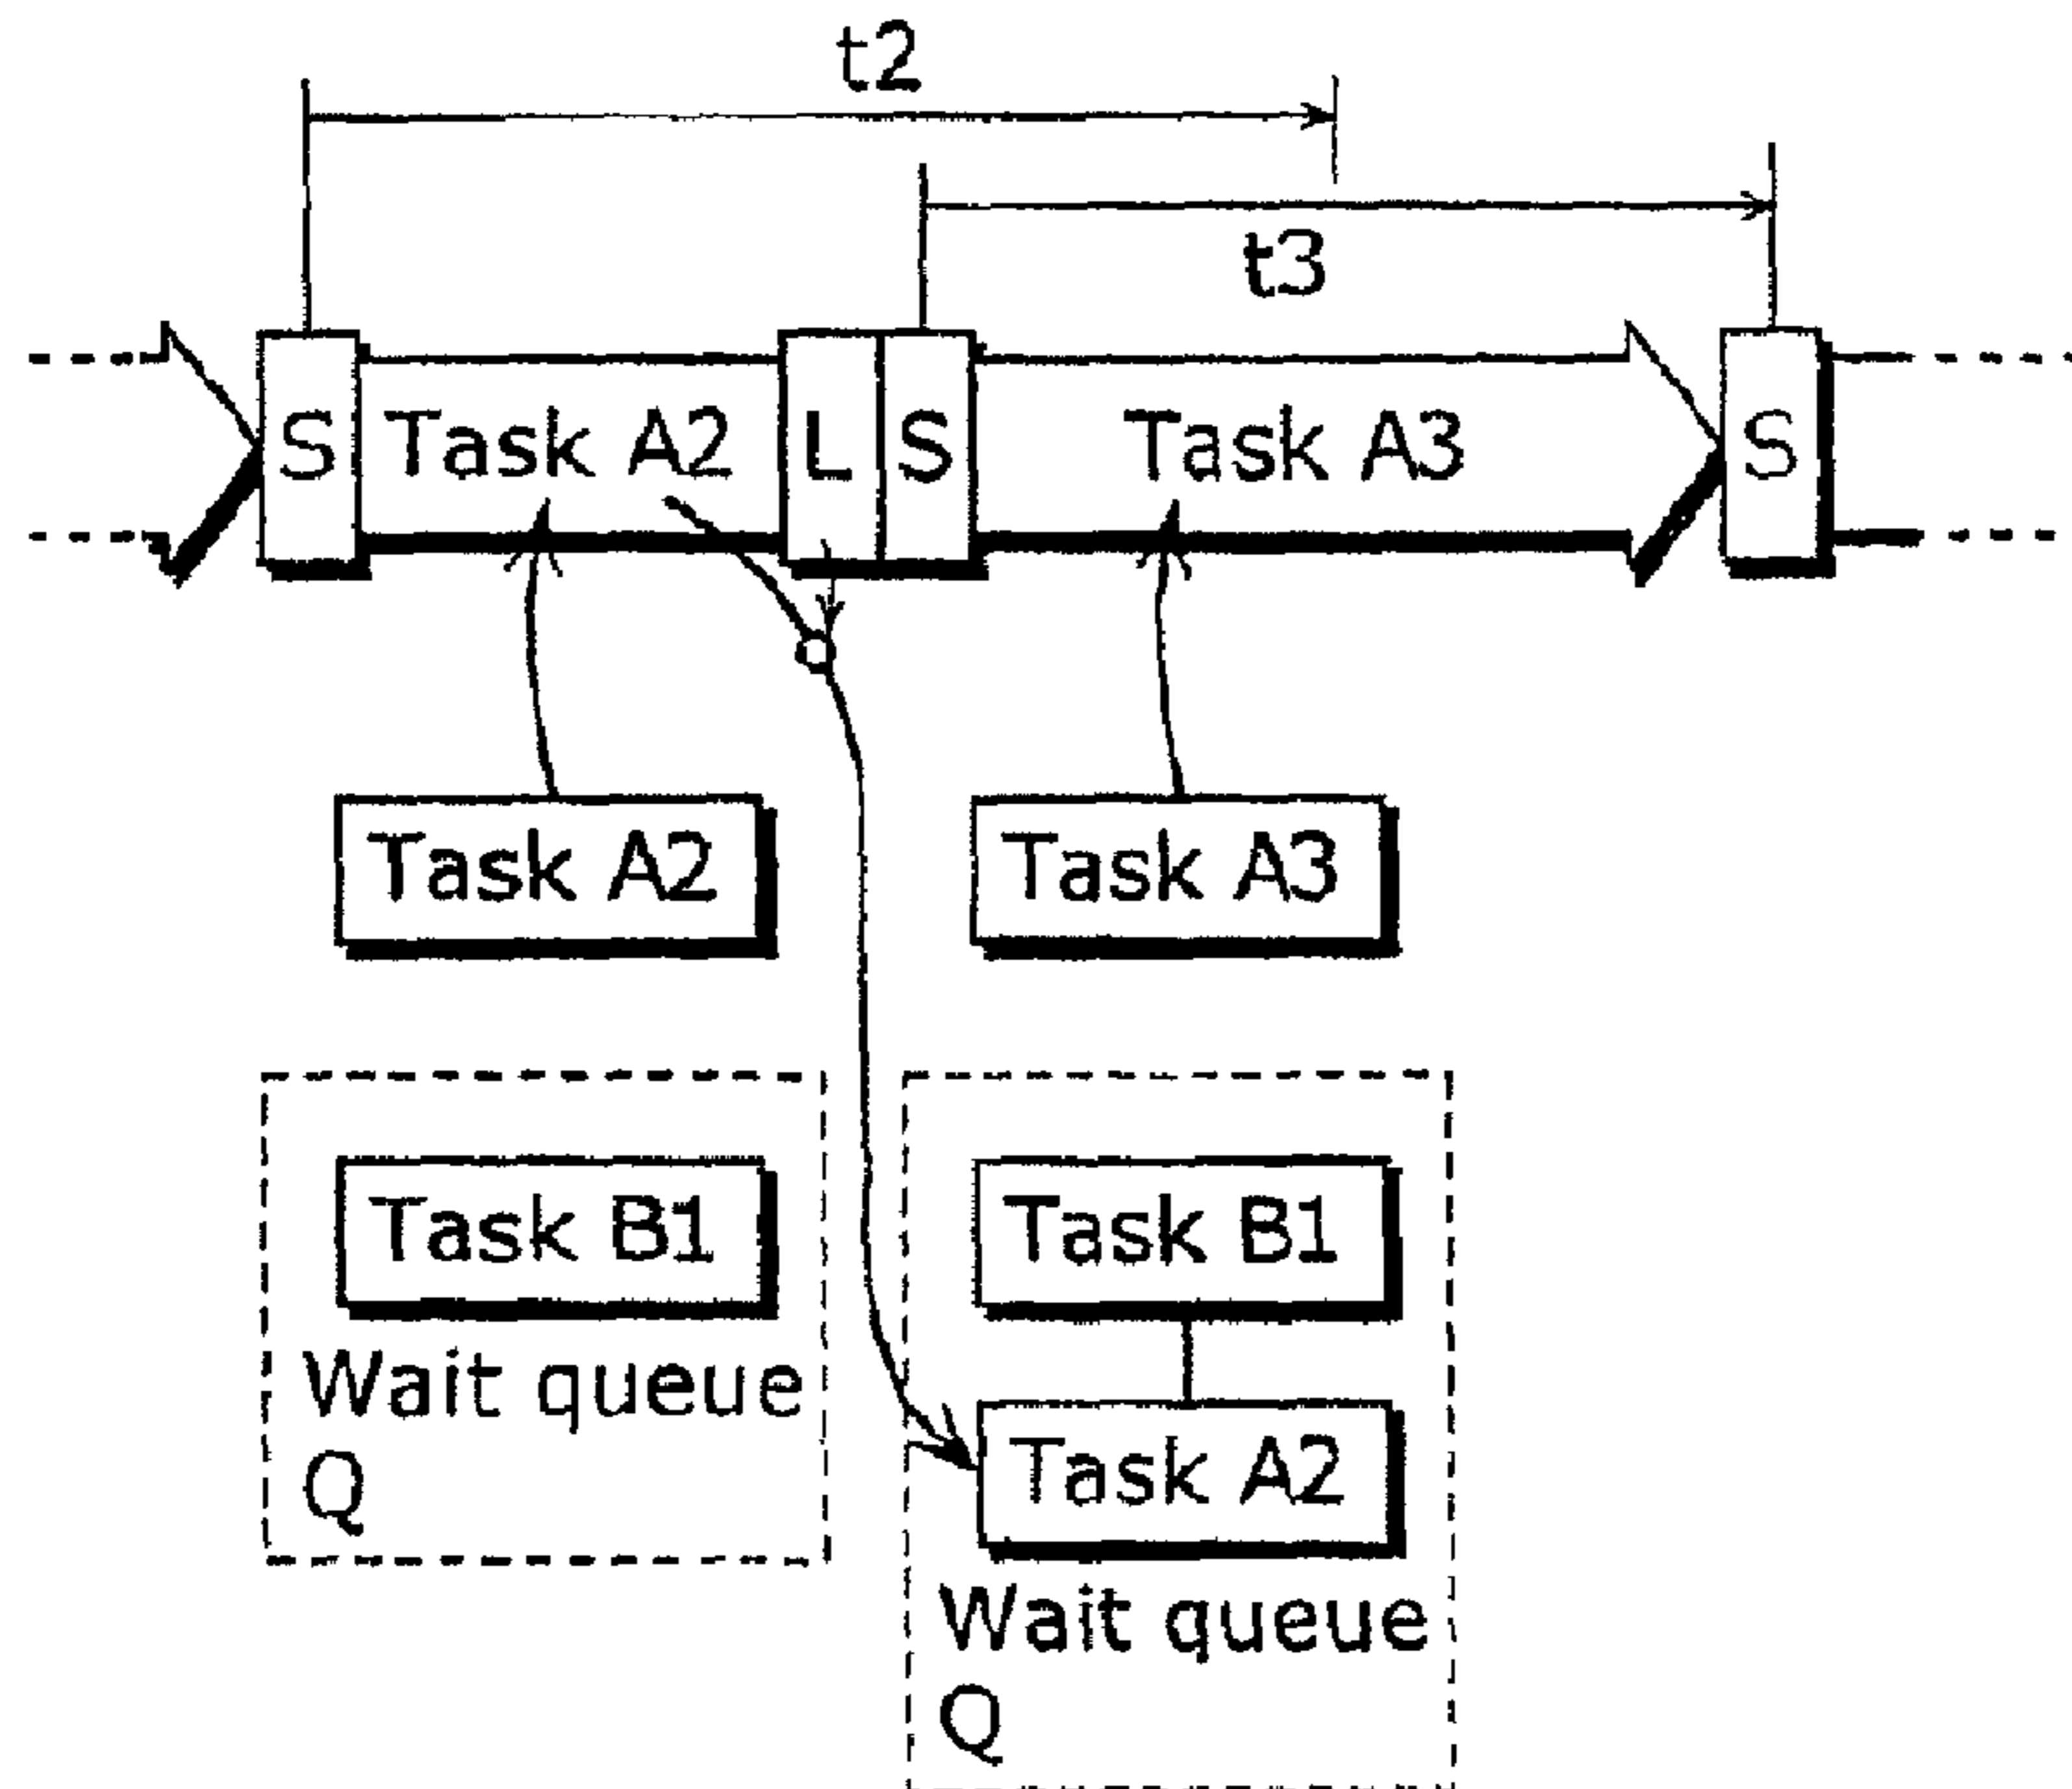 t2
t3
S Task A2 L S Task A3 S
Task A2 Task A3
Task B1 Task B1
Wait queue
Q
Task A2
Wait queue
Q